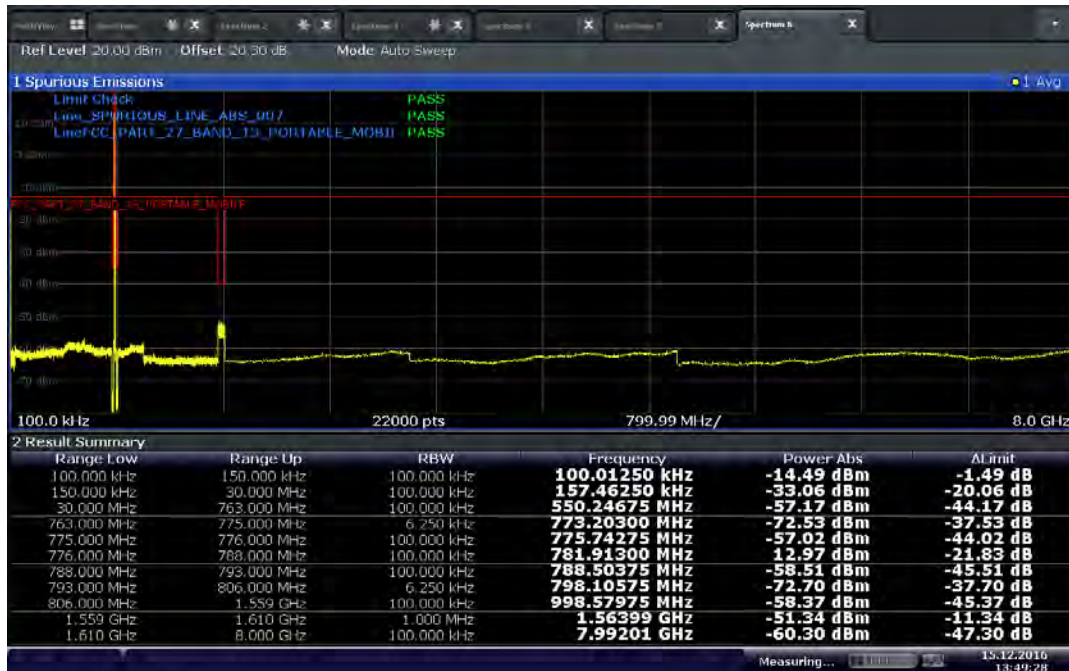 Spectrum 6 X
Ref Level 20.00 dBm Offset 20.30 dB Mode Auto Sweep
1 Spurious Emissions 1 Avg
Limit Check PASS
Line _SPURIOUS_LINE_ABS_007 PASS
LineFCC_PART_27_BAND_13_PORTABLE_MOBIL PASS
FCC_PART_27_BAND_13_PORTABLE_MOBILE
100.0 kHz 22000 pts 799.99 MHz/ 8.0 GHz
2 Result Summary
Range Low Range Up RBW Frequency Power Abs ΔLimit
100.000 kHz 150.000 kHz 100.000 kHz 100.01250 kHz -14.49 dBm -1.49 dB
150.000 kHz 30.000 MHz 100.000 kHz 157.46250 kHz -33.06 dBm -20.06 dB
30.000 MHz 763.000 MHz 100.000 kHz 550.24675 MHz -57.17 dBm -44.17 dB
763.000 MHz 775.000 MHz 6.250 kHz 773.20300 MHz -72.53 dBm -37.53 dB
775.000 MHz 776.000 MHz 100.000 kHz 775.74275 MHz -57.02 dBm -44.02 dB
776.000 MHz 788.000 MHz 100.000 kHz 781.91300 MHz 12.97 dBm -21.83 dB
788.000 MHz 793.000 MHz 100.000 kHz 788.50375 MHz -58.51 dBm -45.51 dB
793.000 MHz 806.000 MHz 6.250 kHz 798.10575 MHz -72.70 dBm -37.70 dB
806.000 MHz 1.559 GHz 100.000 kHz 998.57975 MHz -58.37 dBm -45.37 dB
1.559 GHz 1.610 GHz 1.000 MHz 1.56399 GHz -51.34 dBm -11.34 dB
1.610 GHz 8.000 GHz 100.000 kHz 7.99201 GHz -60.30 dBm -47.30 dB
Measuring... 15.12.2016
13:49:28